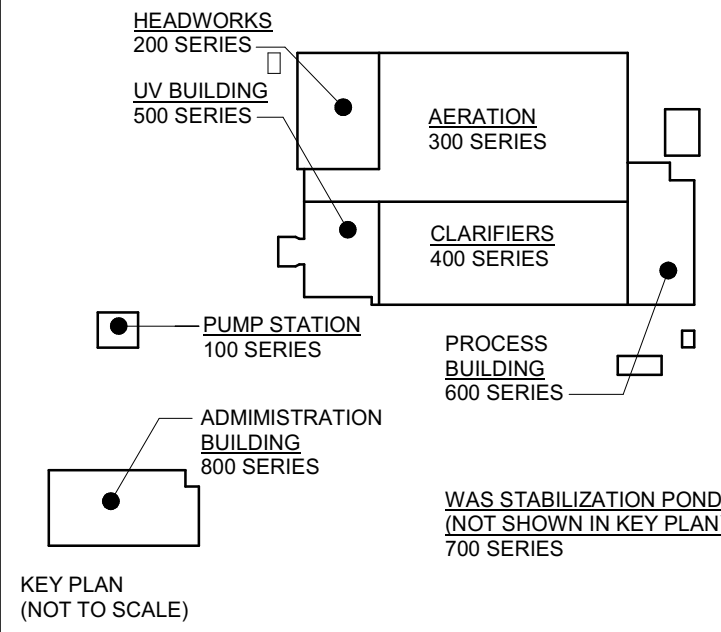 HEADWORKS
200 SERIES
UV BUILDING
500 SERIES
AERATION
300 SERIES
CLARIFIERS
400 SERIES
PUMP STATION
100 SERIES
PROCESS
BUILDING
600 SERIES
ADMIMISTRATION
BUILDING
800 SERIES
WAS STABILIZATION POND
(NOT SHOWN IN KEY PLAN
700 SERIES
KEY PLAN
(NOT TO SCALE)